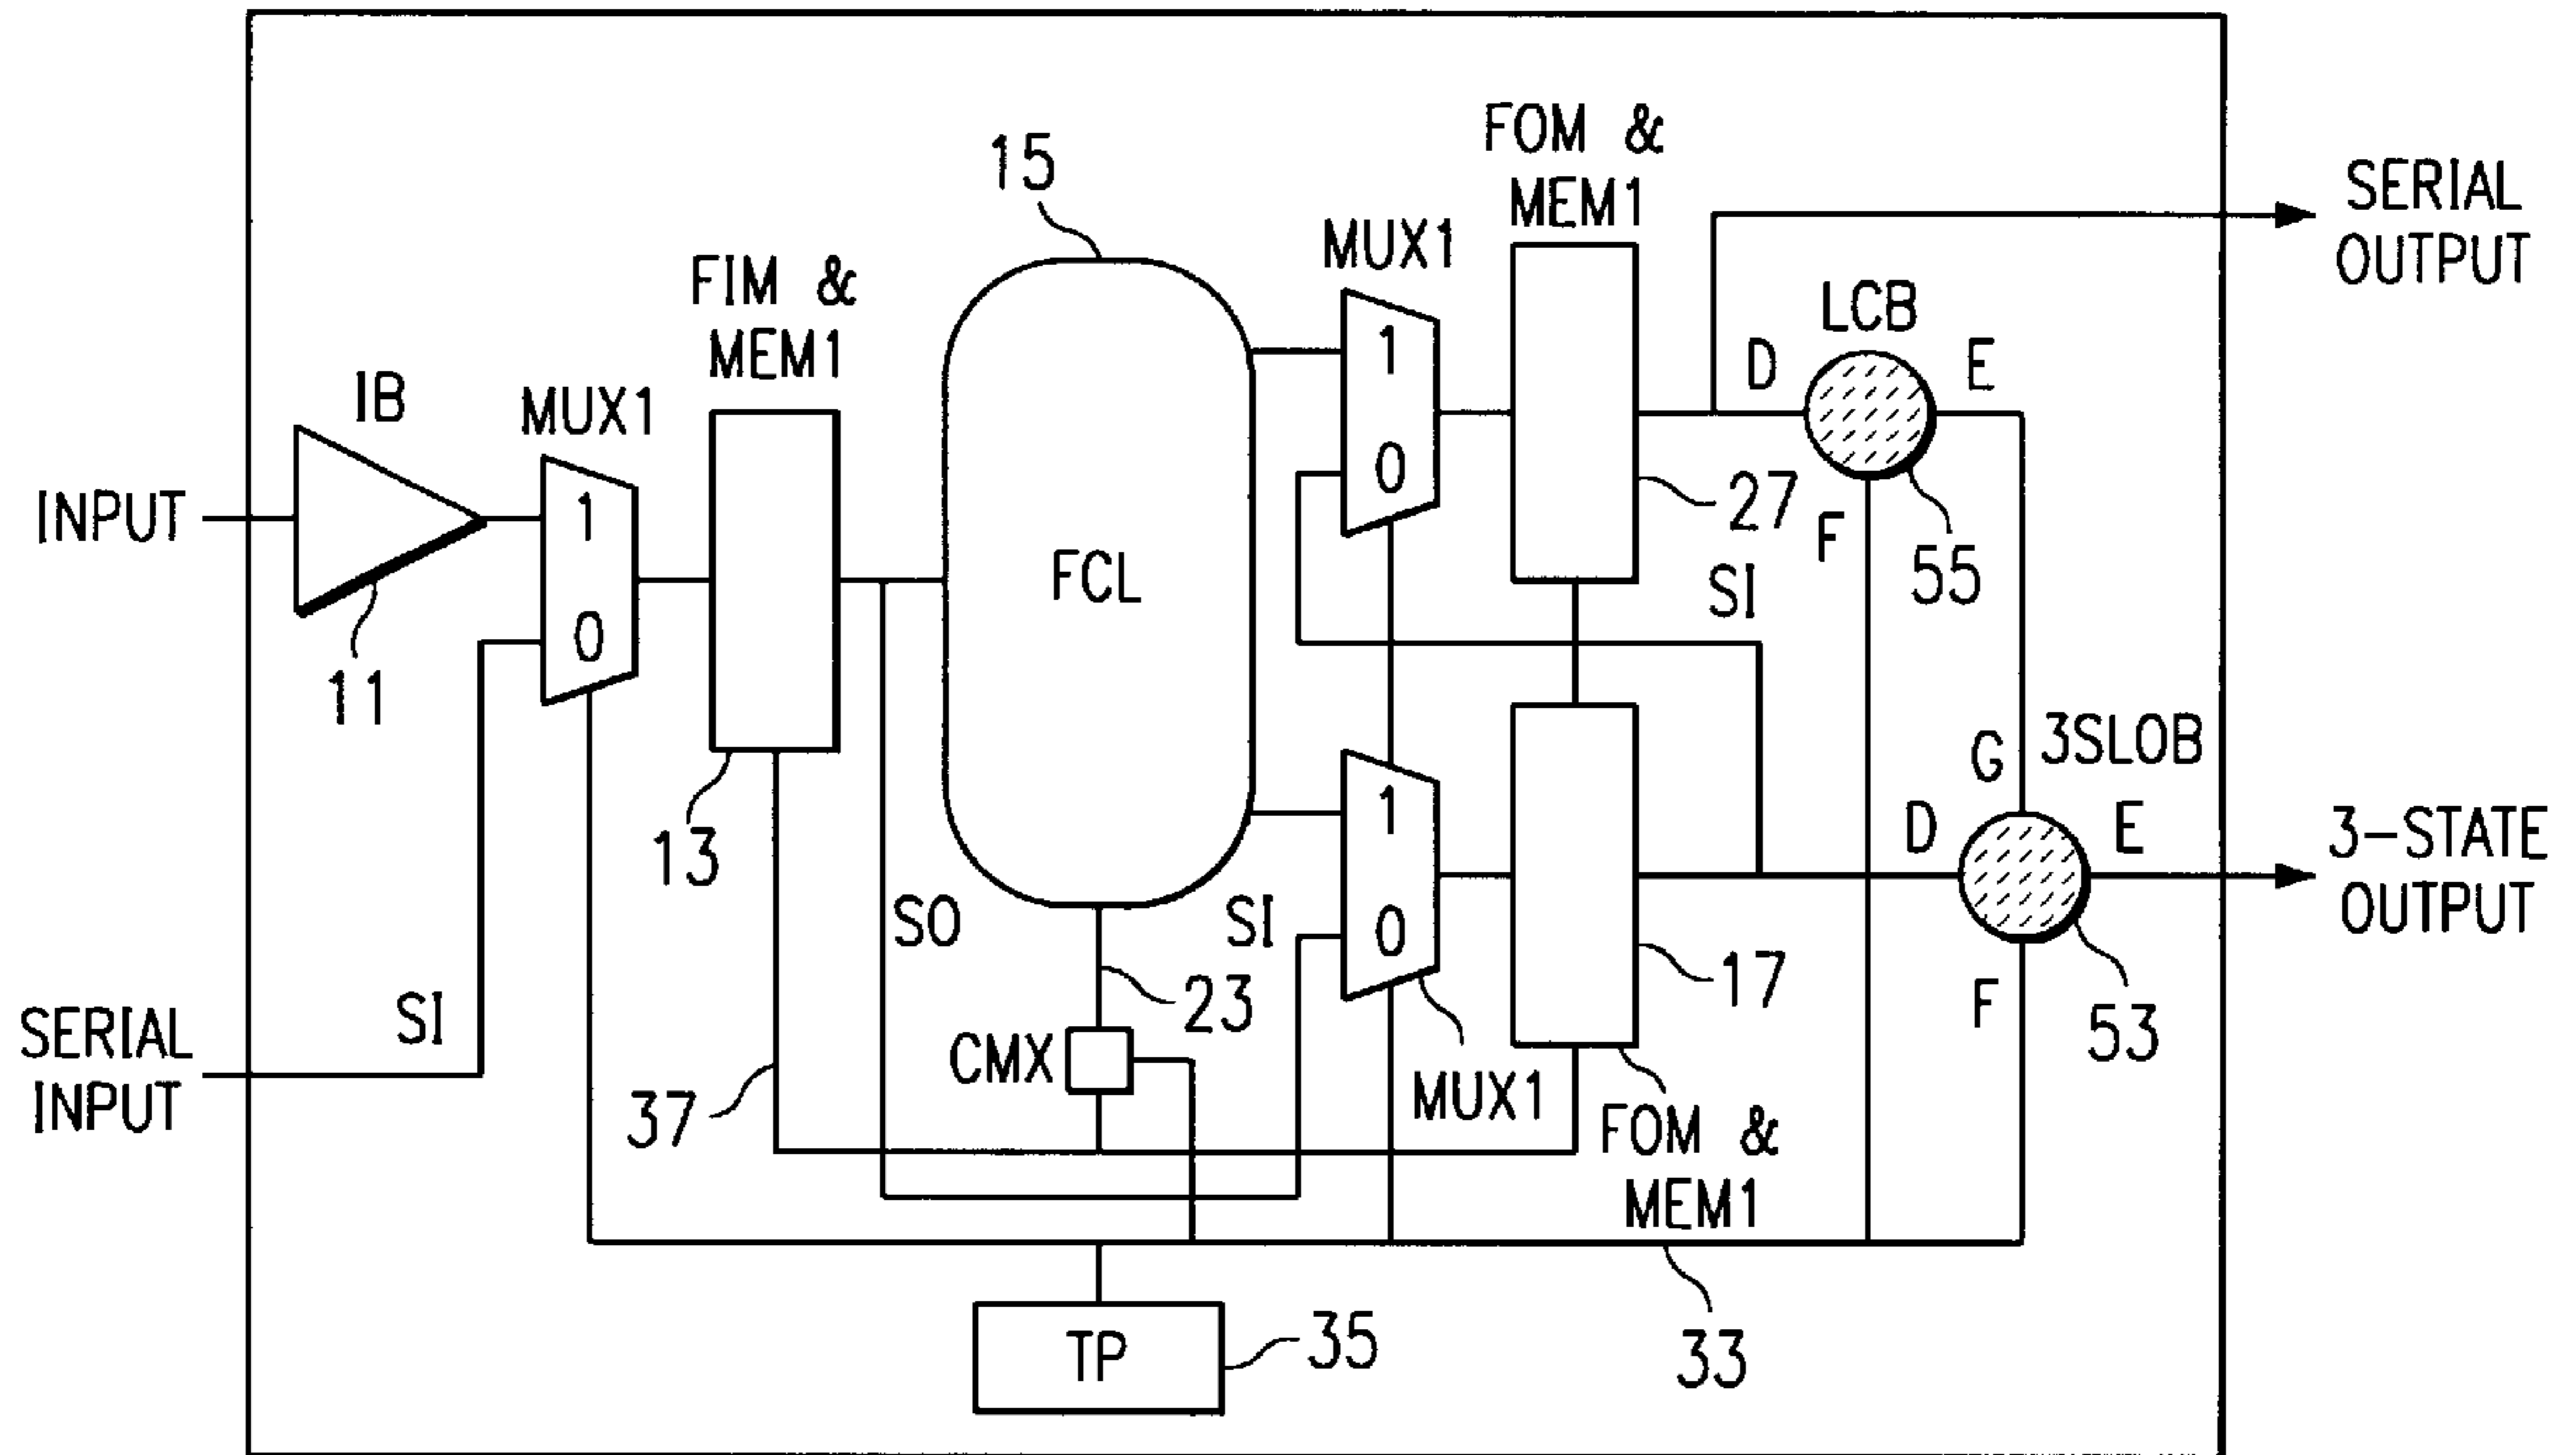 FOM &
MEM1
15
SERIAL
OUTPUT
MUX1
FIM &
MEM1
LCB
1
D
E
IB
MUX1
0
27
INPUT
1
F
55
FCL
SI
0
11
G
3SLOB
13
1
D
E
3-STATE
OUTPUT
SO
SI
0
17
23
F
53
SERIAL
INPUT
SI
CMX
37
MUX1
FOM &
MEM1
TP
35
33